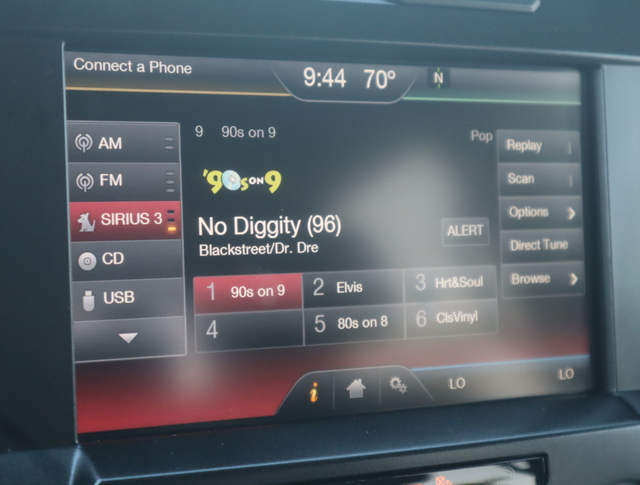 Connect a Phone
9:44 70° N
9 90s on 9 Pop
AM
FM
SIRIUS 3
CD
USB
'90s ON 9
No Diggity (96)
Blackstreet/Dr. Dre
ALERT
1 90s on 9
2 Elvis
3 Hrt&Soul
4
5 80s on 8
6 ClsVinyl
Replay
Scan
Options
Direct Tune
Browse
i
LO
LO